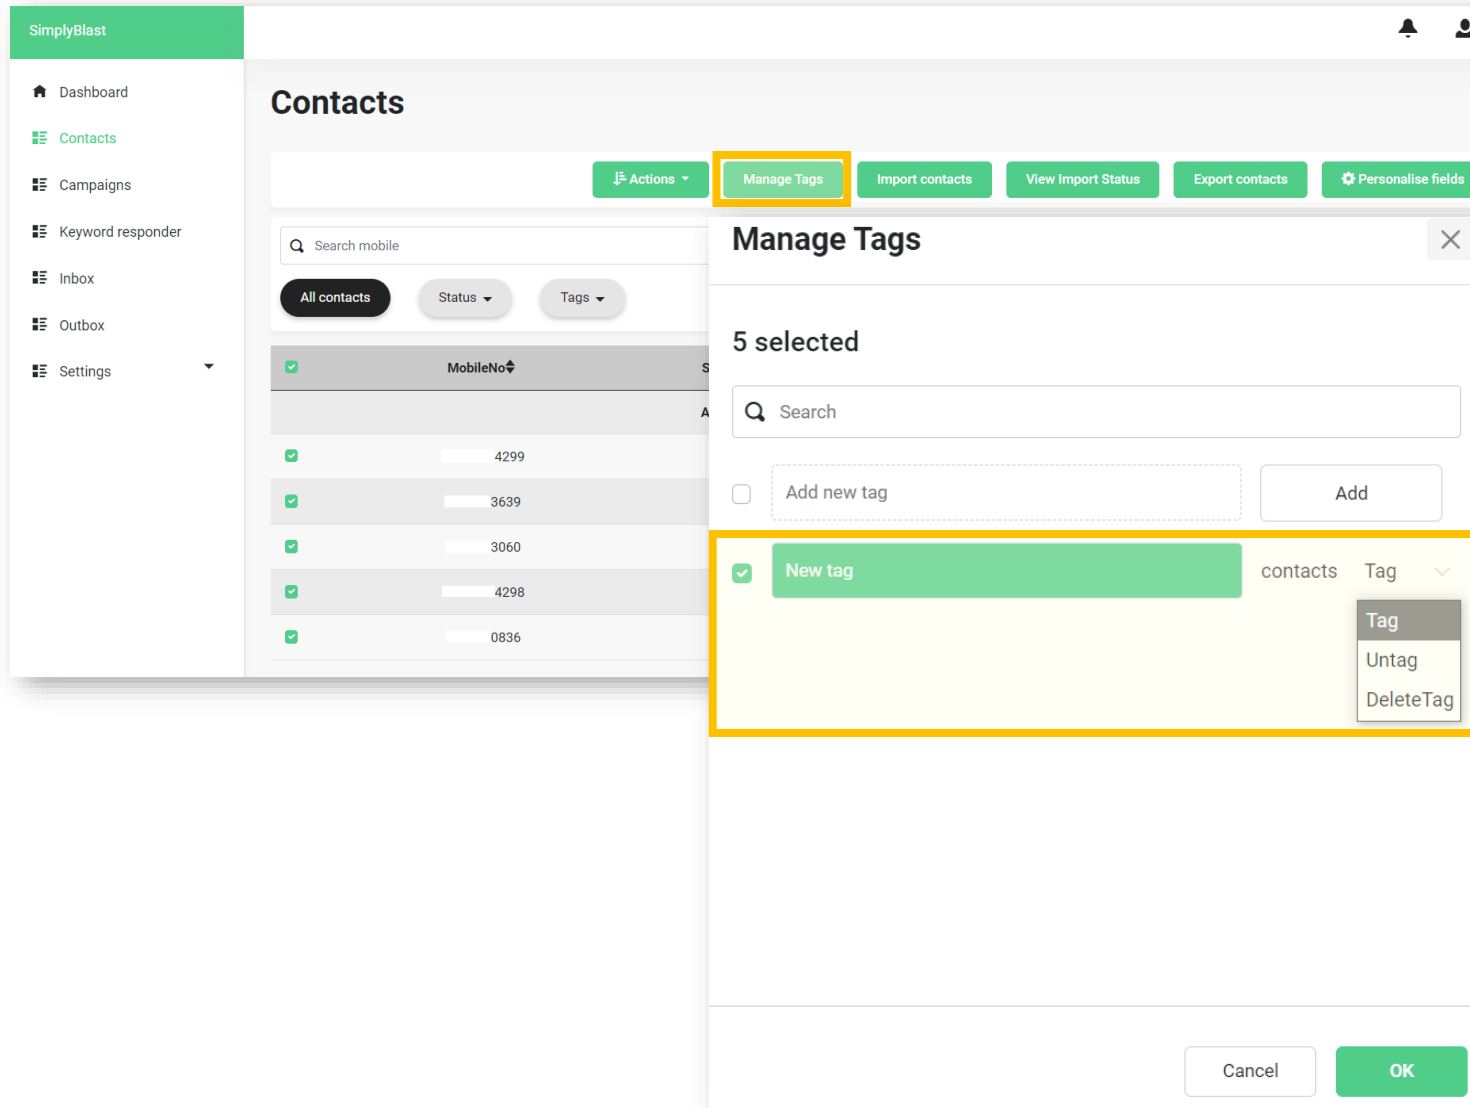 SimplyBlast
Dashboard
Contacts
Campaigns
Keyword responder
Inbox
Outbox
Settings
Contacts
Actions
Manage Tags
Import contacts
View Import Status
Export contacts
Personalise fields
Search mobile
All contacts
Status
Tags
MobileNo
S
A
4299
3639
3060
4298
0836
Manage Tags
5 selected
Search
Add new tag
Add
New tag
contacts
Tag
Tag
Untag
DeleteTag
Cancel
OK